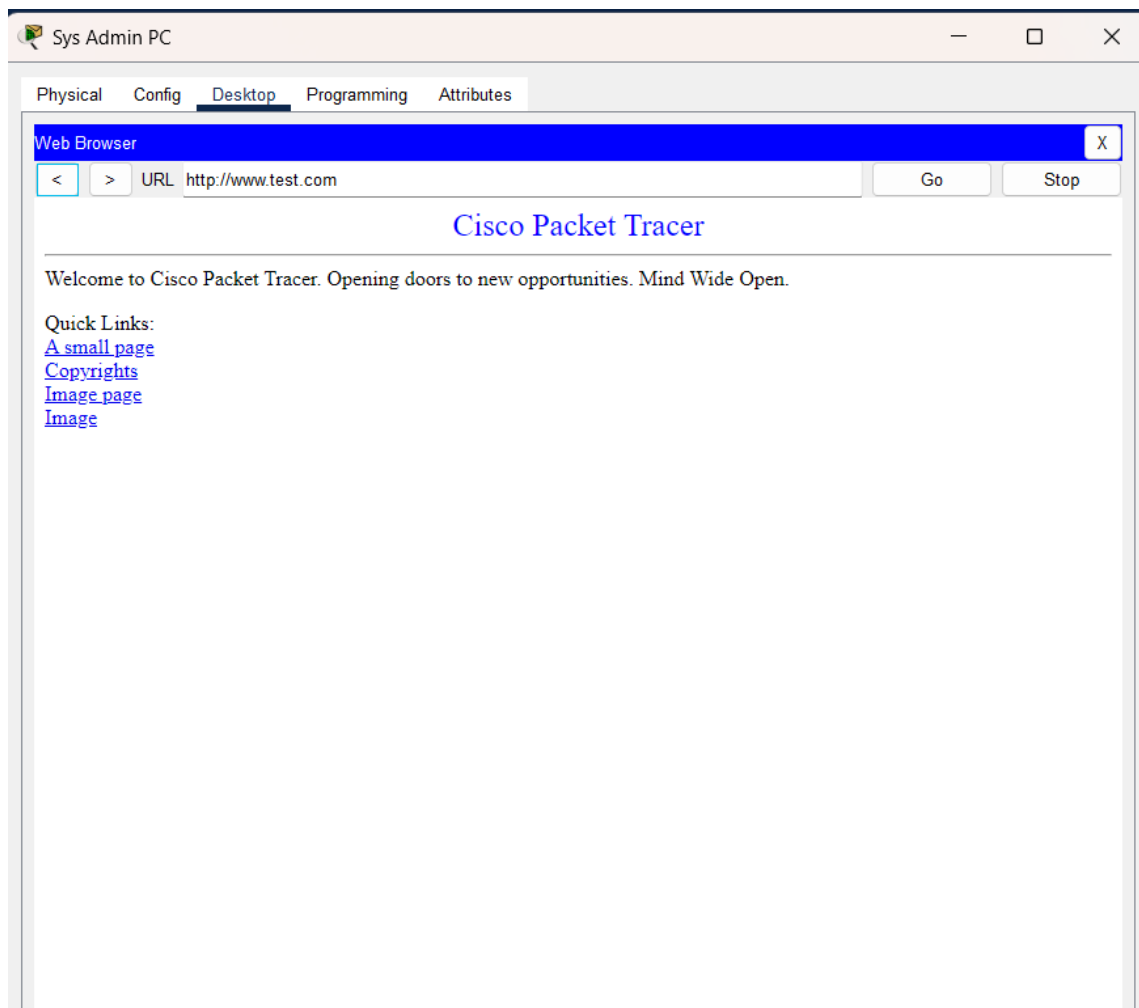 Sys Admin PC
Physical Config Desktop Programming Attributes
Web Browser X
< > URL http://www.test.com Go Stop
Cisco Packet Tracer
Welcome to Cisco Packet Tracer. Opening doors to new opportunities. Mind Wide Open.
Quick Links:
A small page
Copyrights
Image page
Image